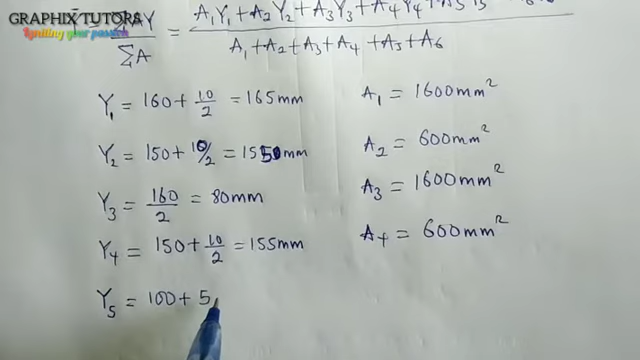 GRAPHIX TUTORS
Igniting your passion
ΣAY / ΣA = A₁Y₁ + A₂Y₂ + A₃Y₃ + A₄Y₄ + / A₁ + A₂ + A₃ + A₄ + A₅ + A₆
Y₁ = 160 + 10/2 = 165mm
A₁ = 1600mm²
Y₂ = 150 + 10/2 = 155mm
A₂ = 600mm²
Y₃ = 160/2 = 80mm
A₃ = 1600mm²
Y₄ = 150 + 10/2 = 155mm
A₄ = 600mm²
Y₅ = 100 + 5